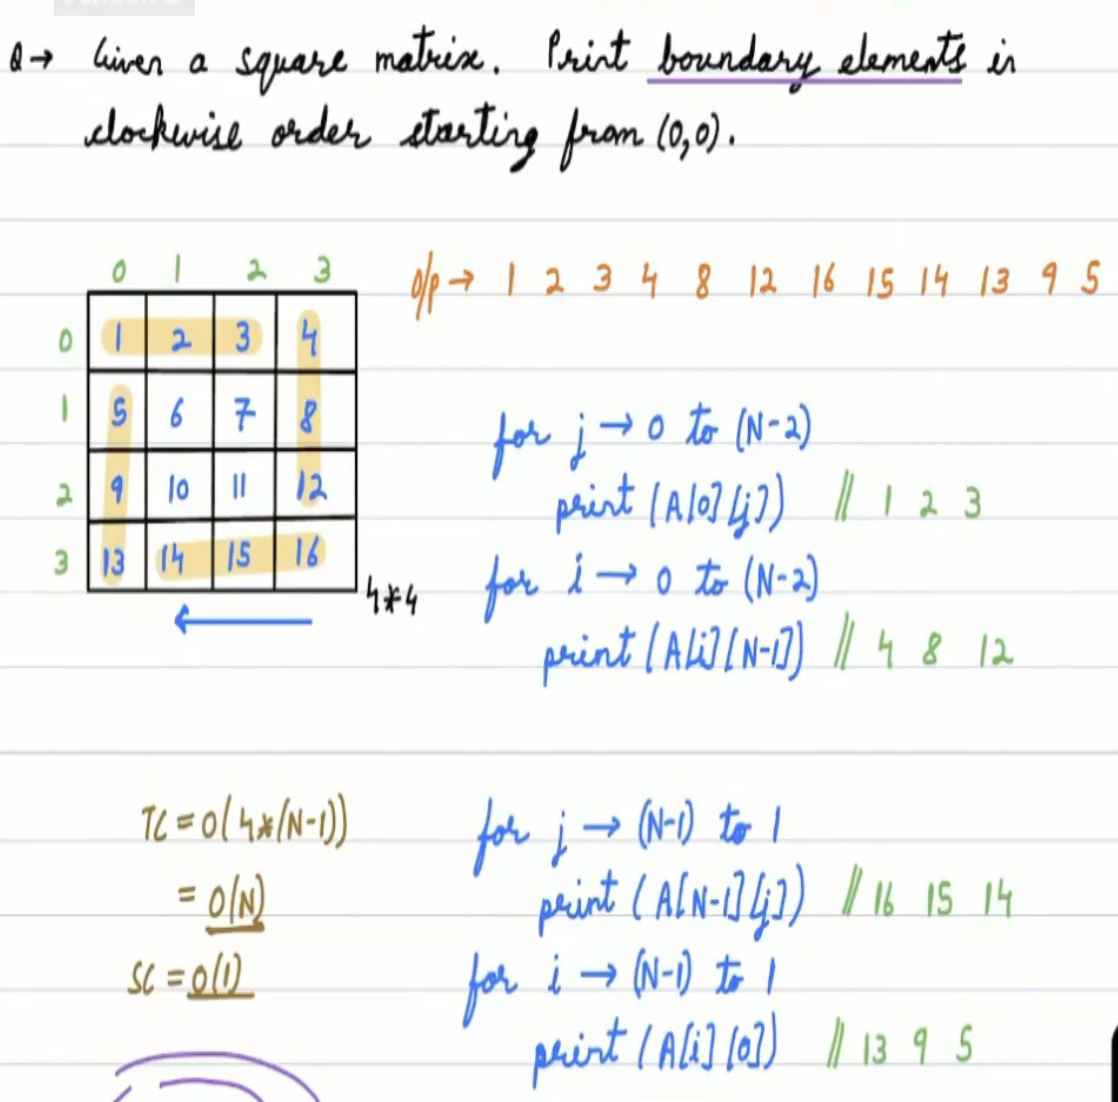 Q→ Given a square matrix. Print boundary elements in
clockwise order starting from (0,0).
0 1 2 3
O/p → 1 2 3 4 8 12 16 15 14 13 9 5
0 1 2 3 4
1 5 6 7 8
2 9 10 11 12
3 13 14 15 16
4*4
for j → 0 to (N-2)
print (A[0][j]) // 1 2 3
for i → 0 to (N-2)
print (A[i][N-1]) // 4 8 12
TC = O(4*(N-1))
= O(N)
SC = O(1)
for j → (N-1) to 1
print (A[N-1][j]) // 16 15 14
for i → (N-1) to 1
print (A[i][0]) // 13 9 5